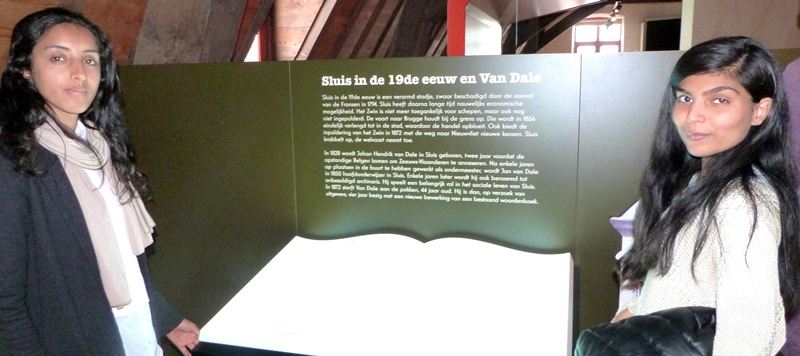 Sluis in de 19de eeuw en Van Dale
Sluis in de 19de eeuw is een verarmd stadje, zwaar beschadigd door de aanval
van de Fransen in 1794. Sluis heeft daarna lange tijd nauwelijks economische
mogelijkheid. Het Zwin is niet meer toegankelijk voor schepen, maar ook nog
niet ingepolderd. De vaart naar Brugge houdt bij de grens op. Die wordt in 1856
eindelijk verlengd tot in de stad, waardoor de handel opbloeit. Ook biedt de
inpoldering van het Zwin in 1872 met de weg naar Nieuwvliet nieuwe kansen. Sluis
krabbelt op, de welvaart neemt toe.
In 1828 wordt Johan Hendrik van Dale in Sluis geboren, twee jaar voordat de
opstandige Belgen komen om Zeeuws-Vlaanderen te annexeren. Na enkele jaren
op plaatsen in de buurt te hebben gewerkt als ondermeester, wordt Jan van Dale
in 1850 hoofdonderwijzer in Sluis. Enkele jaren later wordt hij ook benoemd tot
onbezoldigd archivaris. Hij speelt een belangrijk rol in het sociale leven van Sluis.
In 1872 sterft Van Dale aan de pokken, 44 jaar oud. Hij is dan, op verzoek van
uitgevers, vier jaar bezig met een nieuwe bewerking van een bestaand woordenboek.